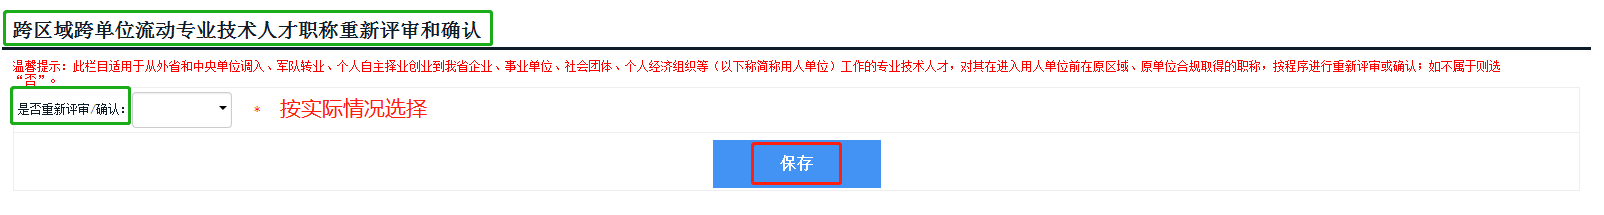 跨区域跨单位流动专业技术人才职称重新评审和确认
温馨提示：此栏目适用于从外省和中央单位调入、军队转业、个人自主择业创业到我省企业、事业单位、社会团体、个人经济组织等（以下称简称用人单位）工作的专业技术人才，对其在进入用人单位前在原区域、原单位合规取得的职称，按程序进行重新评审或确认；如不属于则选
“否”。
是否重新评审/确认： * 按实际情况选择
保存